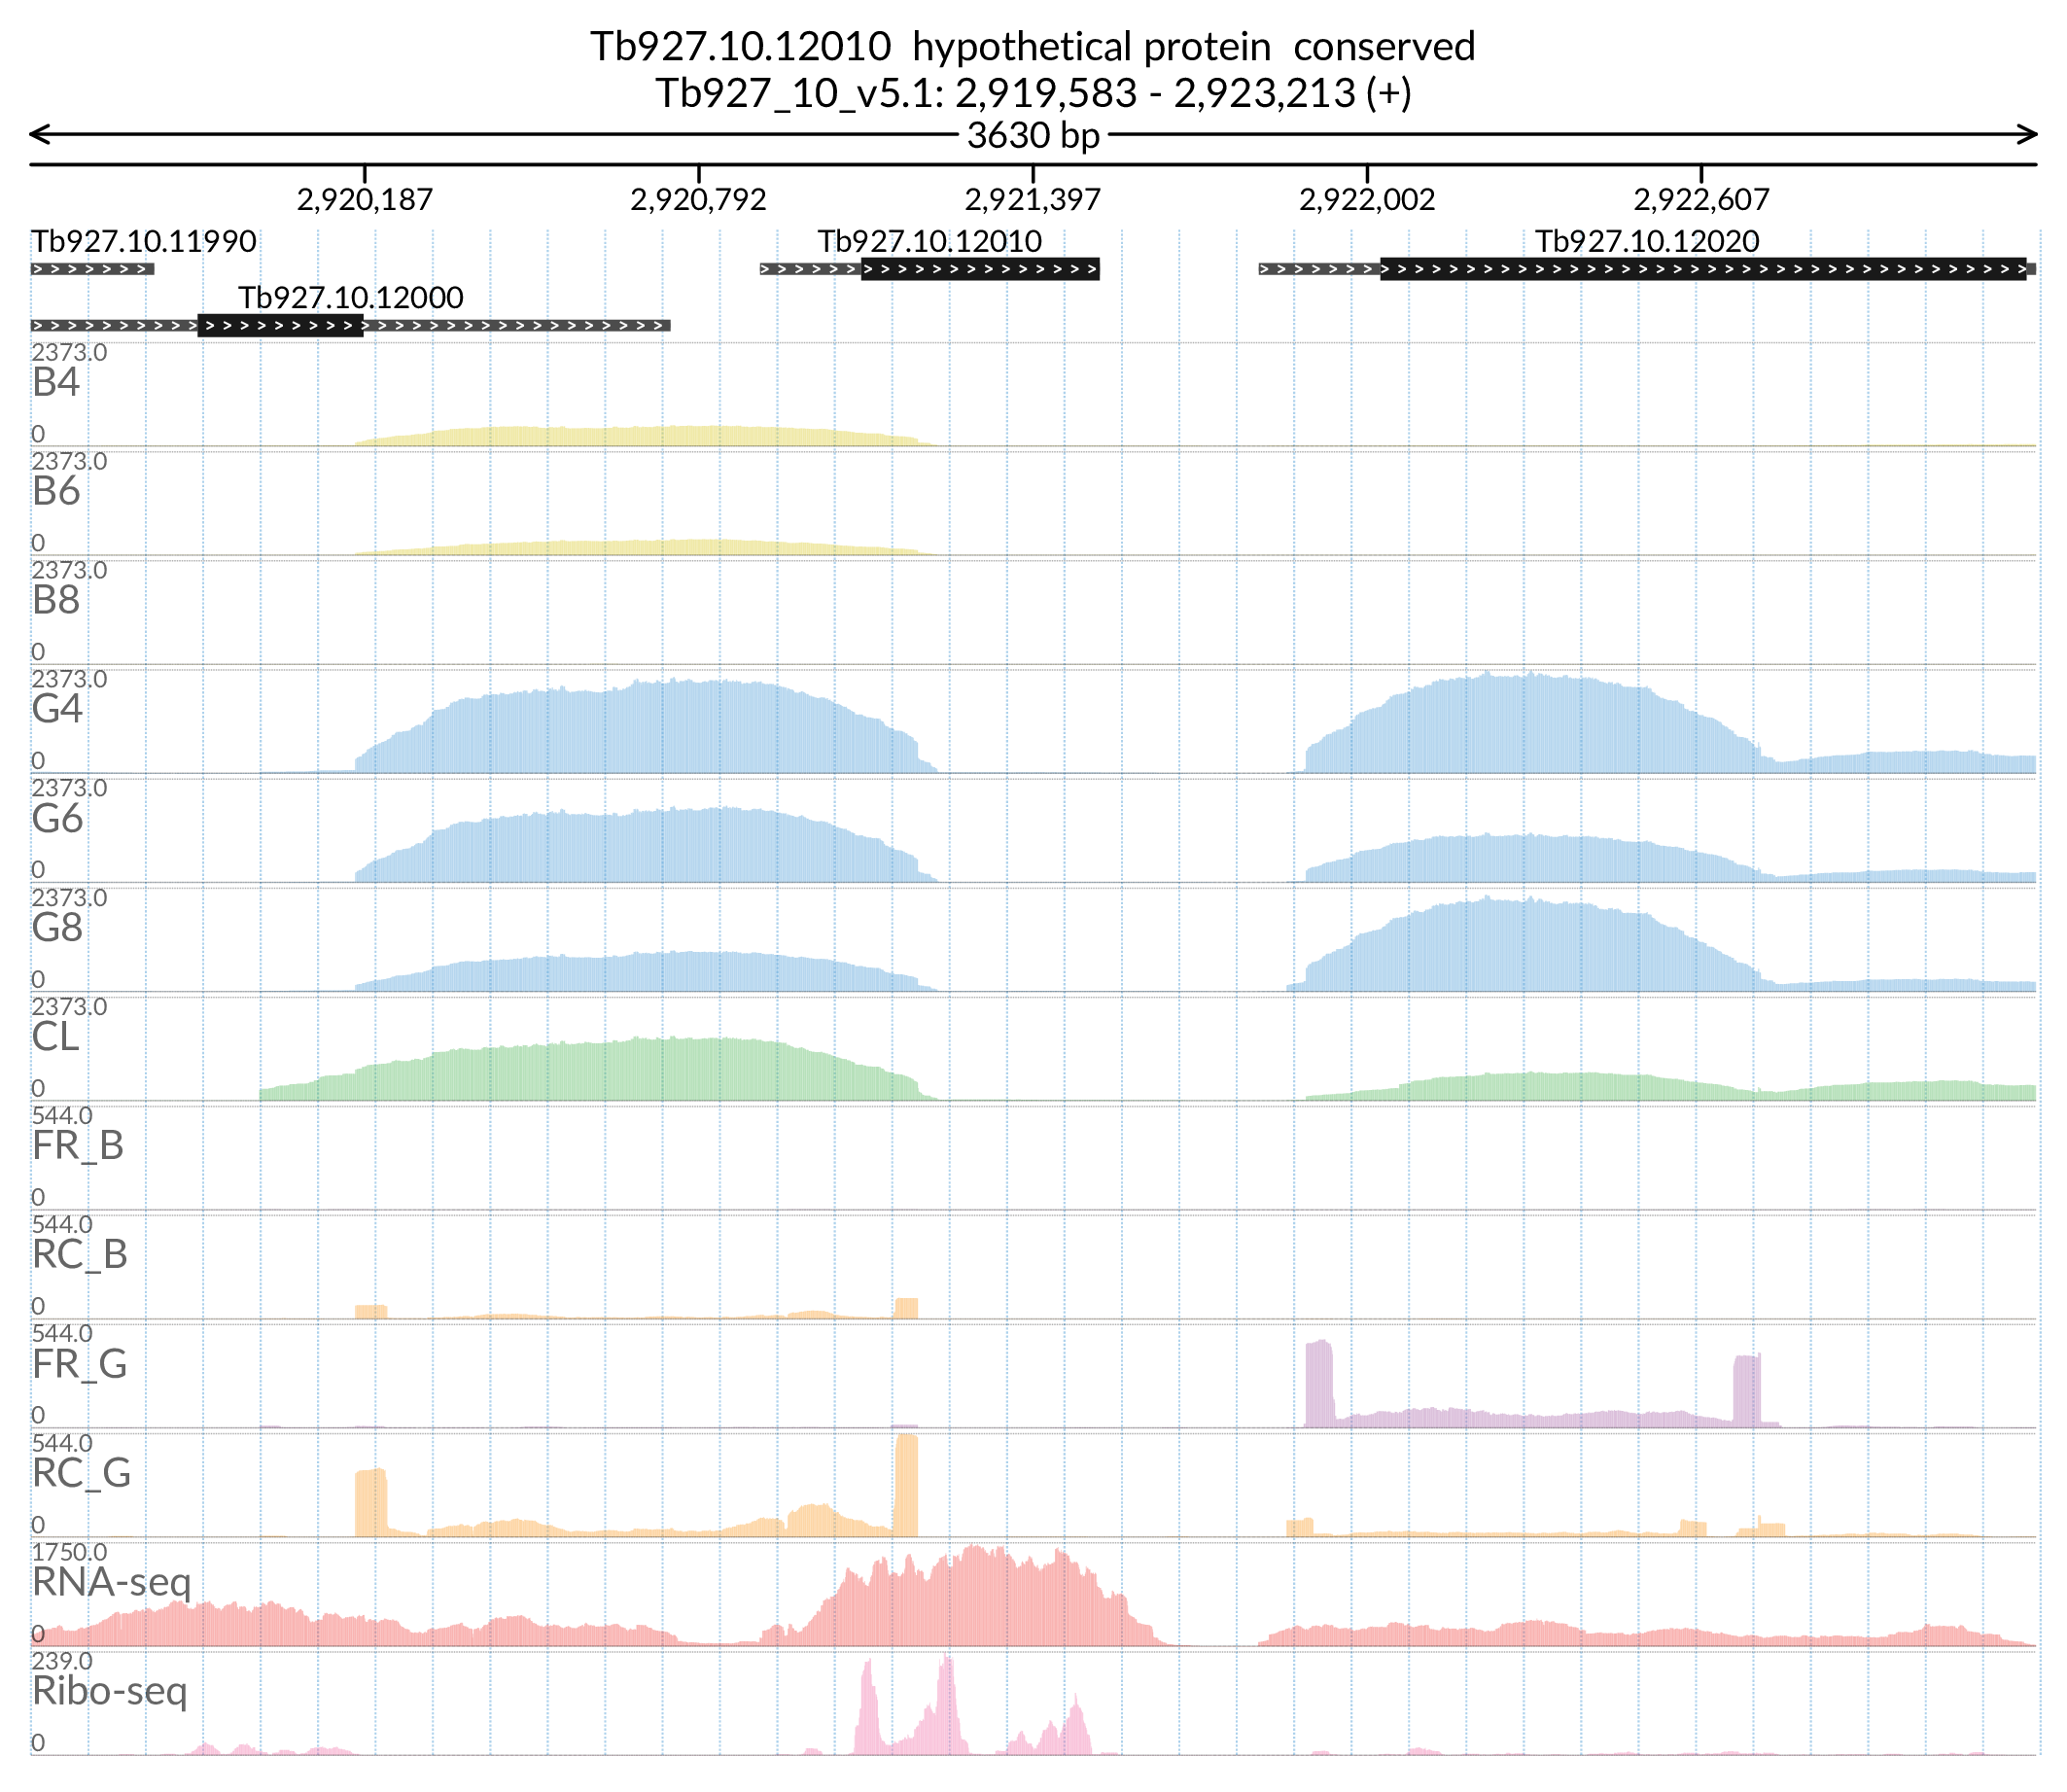 Tb927.10.12010 hypothetical protein conserved
Tb927_10_v5.1: 2,919,583 - 2,923,213 (+)
3630 bp
2,920,187 2,920,792 2,921,397 2,922,002 2,922,607
Tb927.10.11990 Tb927.10.12010 Tb927.10.12020
Tb927.10.12000
2373.0
B4
0
2373.0
B6
0
2373.0
B8
0
2373.0
G4
0
2373.0
G6
0
2373.0
G8
0
2373.0
CL
0
544.0
FR_B
0
544.0
RC_B
0
544.0
FR_G
0
544.0
RC_G
0
1750.0
RNA-seq
0
239.0
Ribo-seq
0